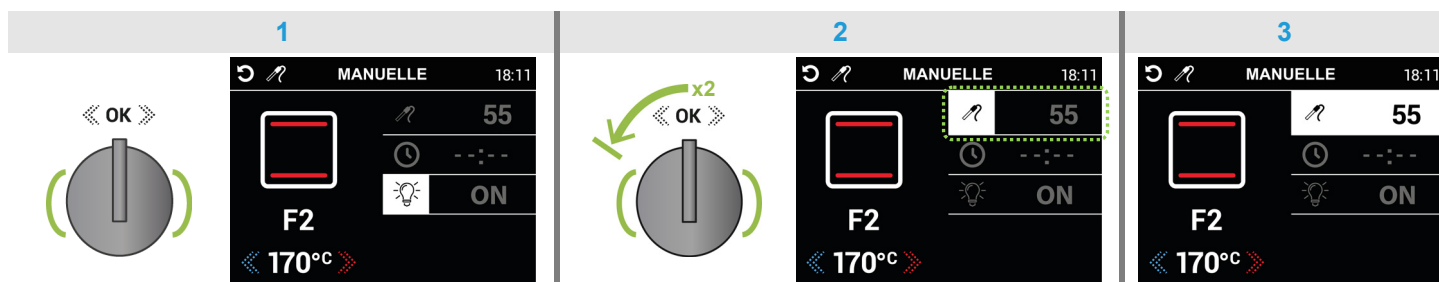 1
2
3
MANUELLE 18:11
OK
55
--:--
ON
F2
170°C
MANUELLE 18:11
x2
OK
55
--:--
ON
F2
170°C
MANUELLE 18:11
55
--:--
ON
F2
170°C